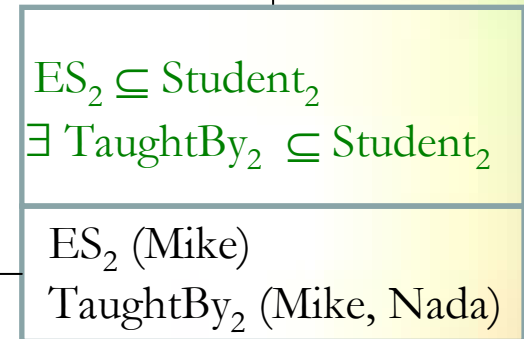 ES₂ ⊆ Student₂
∃ TaughtBy₂ ⊆ Student₂
ES₂ (Mike)
TaughtBy₂ (Mike, Nada)